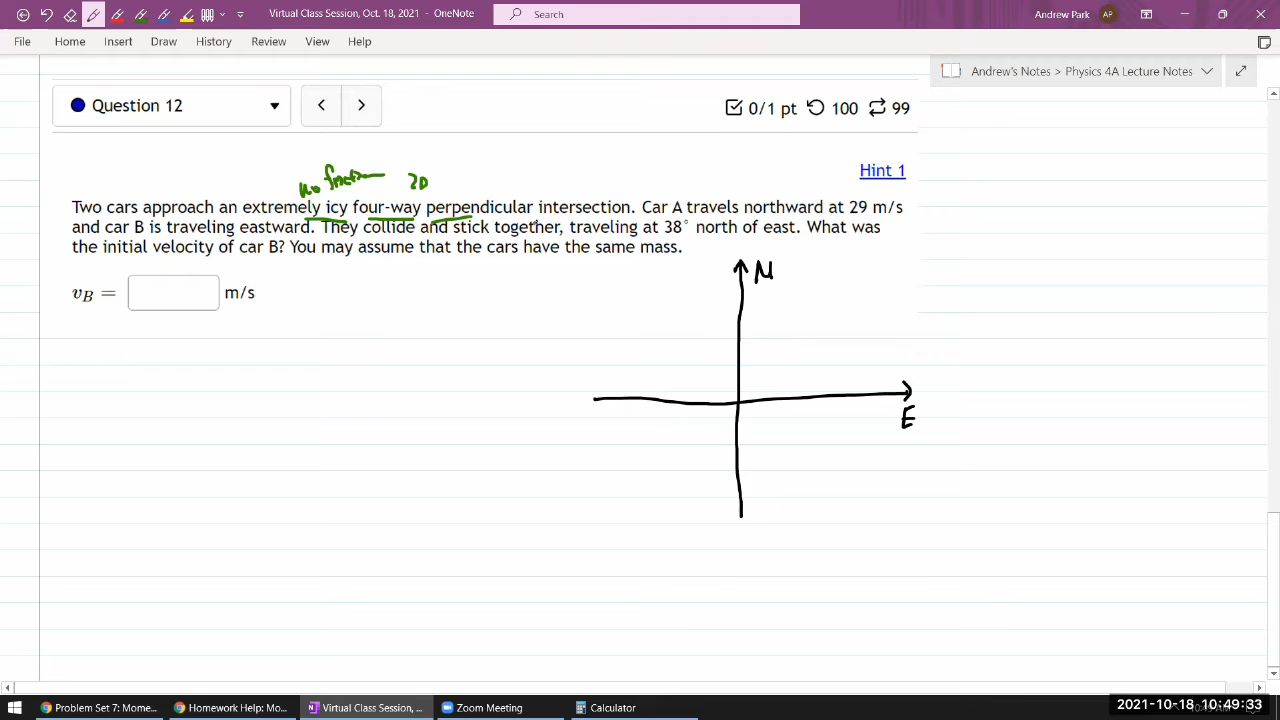 Virtual Class Session, Oct. 18, 2021 - OneNote
Search
Andrew Park
AP
File Home Insert Draw History Review View Help
Andrew's Notes > Physics 4A Lecture Notes
Question 12
0/1 pt 100 99
Hint 1
no friction 2D
Two cars approach an extremely icy four-way perpendicular intersection. Car A travels northward at 29 m/s
and car B is traveling eastward. They collide and stick together, traveling at 38° north of east. What was
the initial velocity of car B? You may assume that the cars have the same mass.
N
vB = m/s
E
Problem Set 7: Mome... Homework Help: Mo... Virtual Class Session, ... Zoom Meeting Calculator
2021-10-18 10:49:33